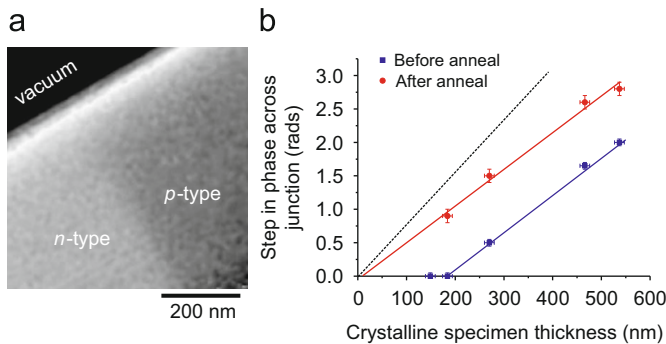 a
vacuum
p-type
n-type
200 nm
b
Before anneal
After anneal
Step in phase across
junction (rads)
3.0
2.5
2.0
1.5
1.0
0.5
0.0
0 100 200 300 400 500 600
Crystalline specimen thickness (nm)